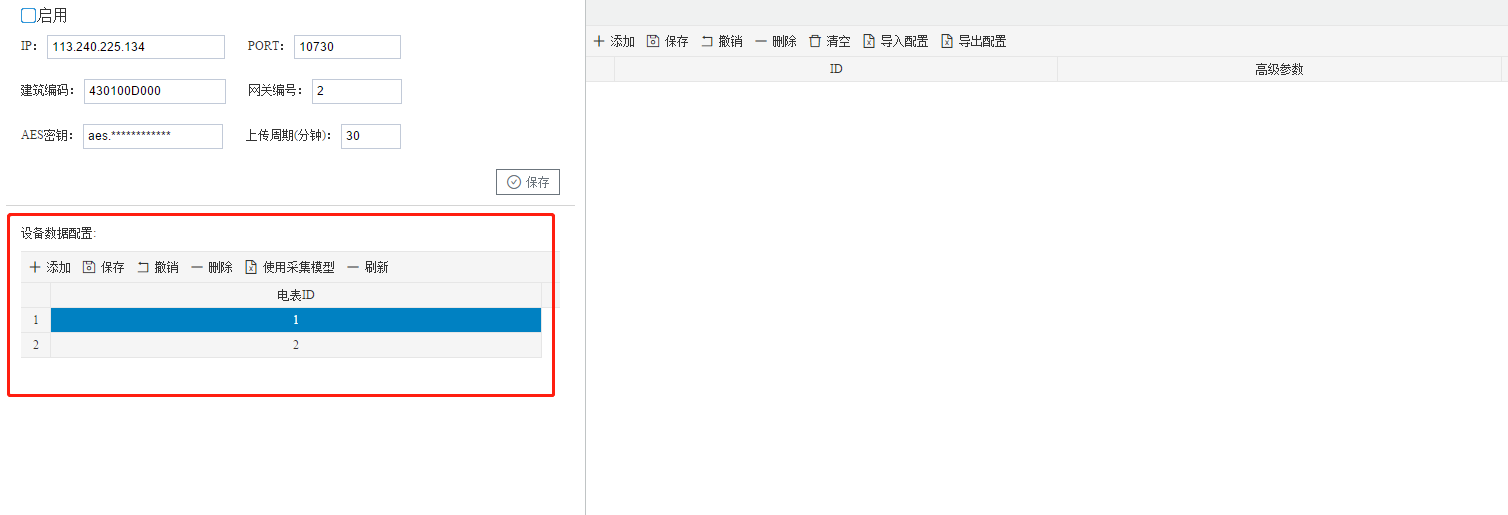 启用
IP： 113.240.225.134 PORT： 10730
建筑编码： 430100D000 网关编号： 2
AES密钥： aes.************ 上传周期(分钟)： 30
保存
设备数据配置:
添加 保存 撤销 删除 使用采集模型 刷新
电表ID
1 1
2 2
添加 保存 撤销 删除 清空 导入配置 导出配置
ID 高级参数